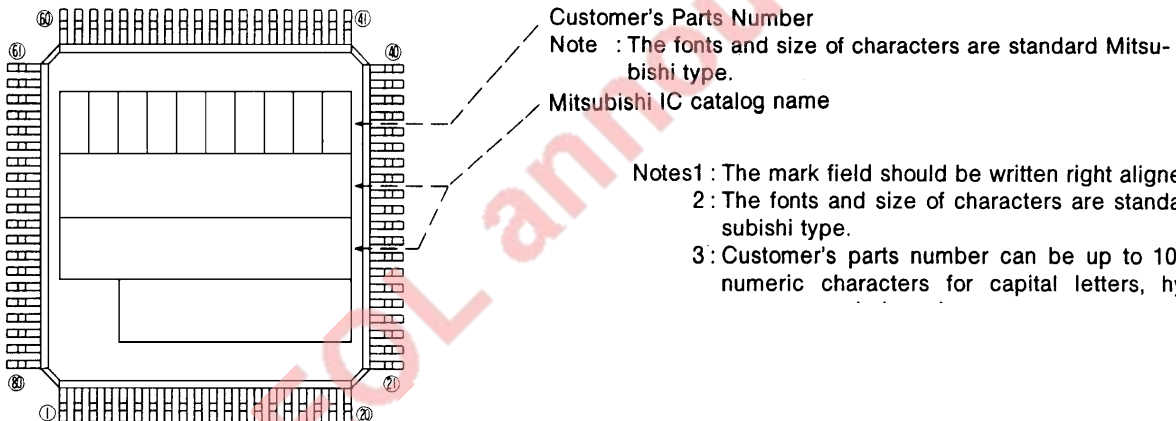 60 41
61 40
80 21
1 20
Customer's Parts Number
Note : The fonts and size of characters are standard Mitsu-
bishi type.
Mitsubishi IC catalog name
Notes1 : The mark field should be written right aligne
2 : The fonts and size of characters are standa
subishi type.
3 : Customer's parts number can be up to 10
numeric characters for capital letters, hy
EOL annou